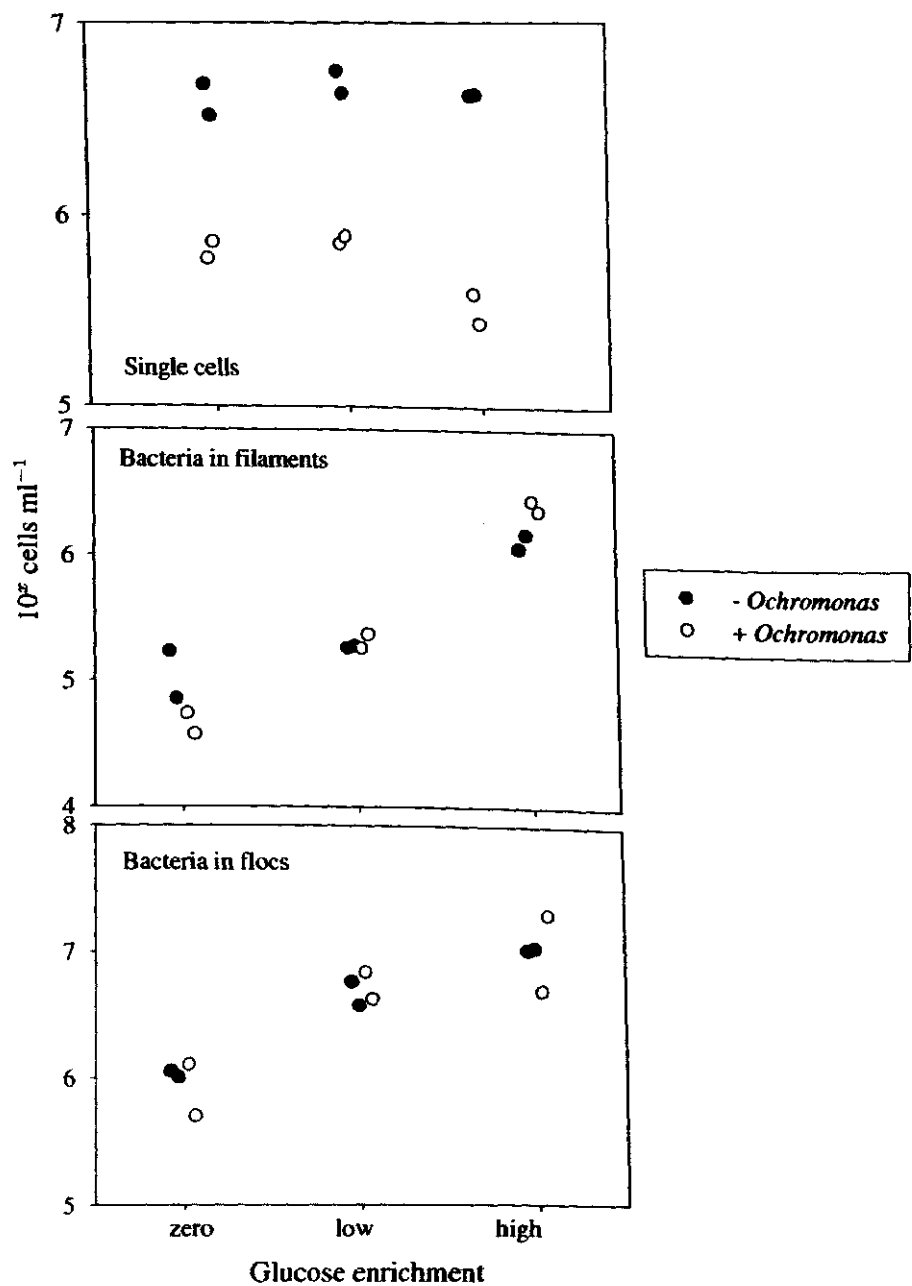 7
6
5
Single cells
7
6
5
4
Bacteria in filaments
10ˣ cells ml⁻¹
● - Ochromonas
○ + Ochromonas
8
7
6
5
Bacteria in flocs
zero low high
Glucose enrichment